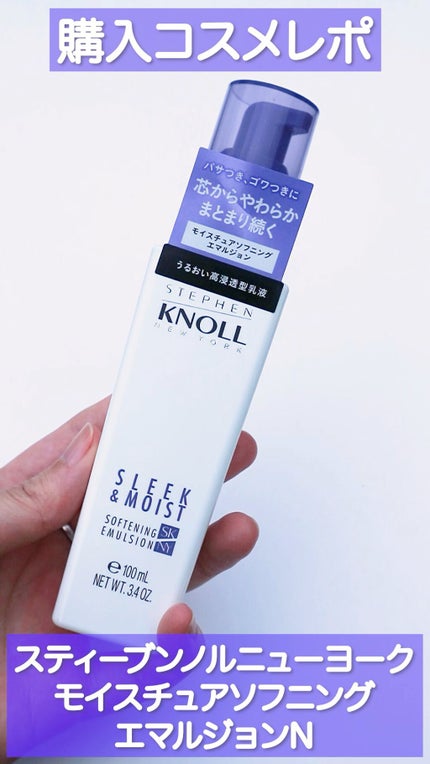 購入コスメレポ
パサつき、ゴワつきに
芯からやわらか
まとまり続く
モイスチュアソフニング
エマルジョン
うるおい高浸透型乳液
STEPHEN
KNOLL
NEW YORK
SLEEK
& MOIST
SOFTENING
EMULSION
SK
NY
e 100 mL
NET WT. 3.4 OZ.
スティーブンノルニューヨーク
モイスチュアソフニング
エマルジョンN